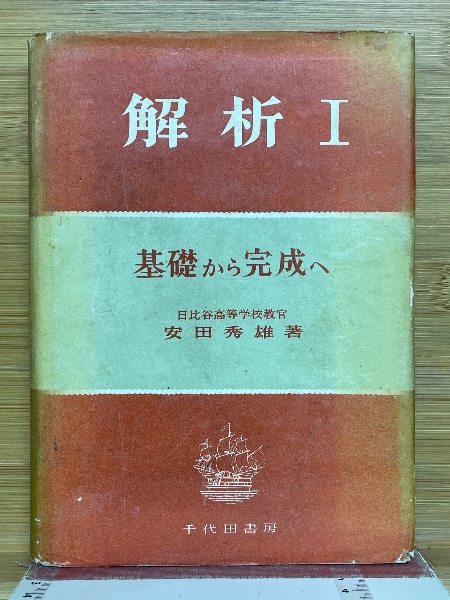 解析 I
基礎から完成へ
日比谷高等学校教官
安田秀雄著
千代田書房